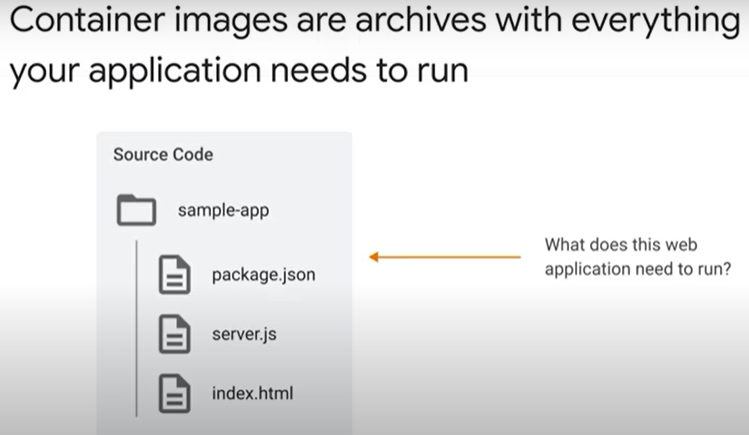 Container images are archives with everything
your application needs to run
Source Code
sample-app
What does this web
application need to run?
package.json
server.js
index.html